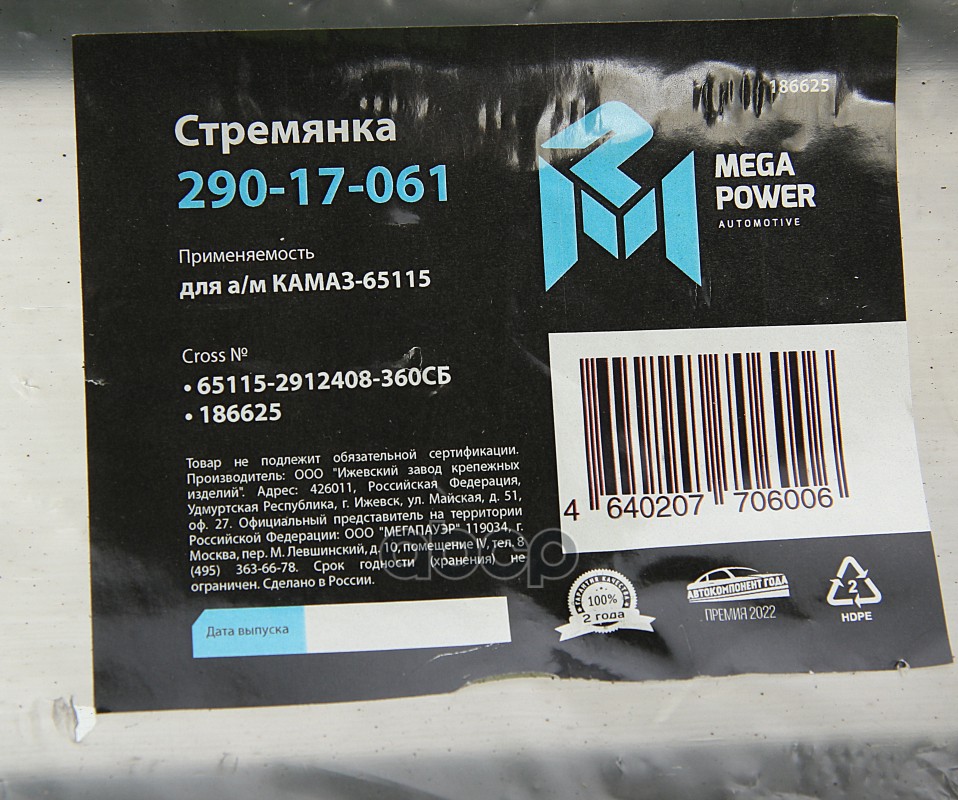 186625
Стремянка
290-17-061
MEGA
POWER
AUTOMOTIVE
Применяемость
для а/м КАМАЗ-65115
Cross №
• 65115-2912408-360СБ
• 186625
Товар не подлежит обязательной сертификации.
Производитель: ООО "Ижевский завод крепежных
изделий". Адрес: 426011, Российская Федерация,
Удмуртская Республика, г. Ижевск, ул. Майская, д. 51,
оф. 27. Официальный представитель на территории
Российской Федерации: ООО "МЕГАПАУЭР" 119034, г.
Москва, пер. М. Левшинский, д. 10, помещение IV, тел. 8
(495) 363-66-78. Срок годности (хранения) не
ограничен. Сделано в России.
4 640207 706006
abcp
Дата выпуска
ГАРАНТИЯ КАЧЕСТВА
100%
2 года
АВТОКОМПОНЕНТ ГОДА
ПРЕМИЯ 2022
2
HDPE